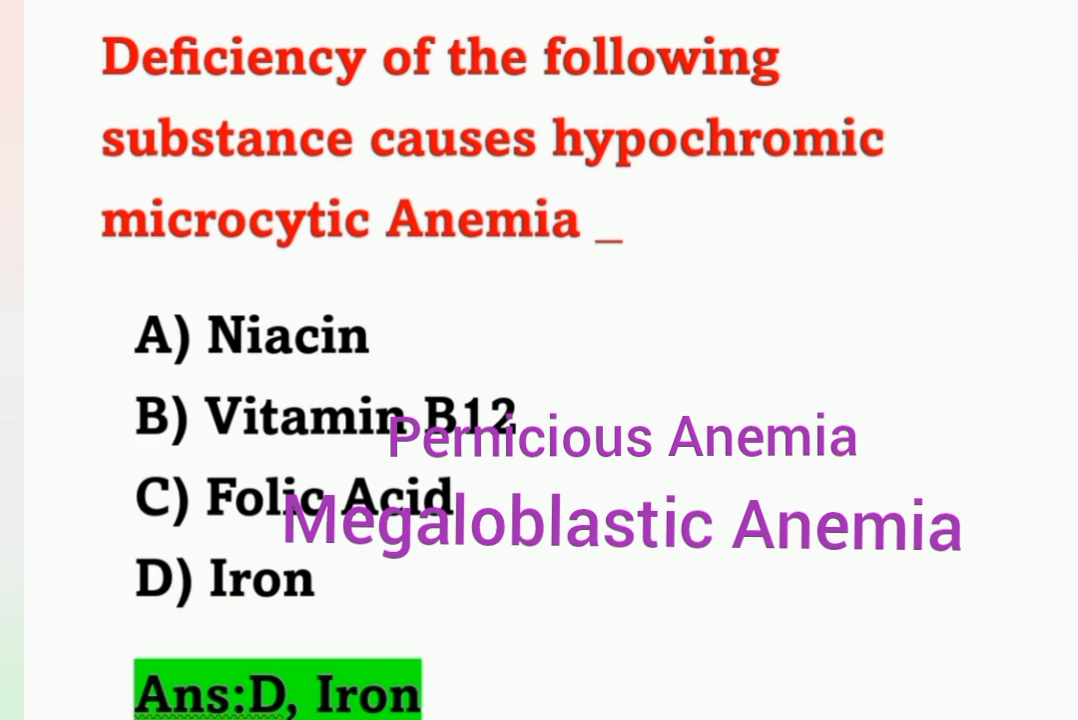 Deficiency of the following
substance causes hypochromic
microcytic Anemia _
A) Niacin
B) Vitamin B12
Pernicious Anemia
C) Folic Acid
Megaloblastic Anemia
D) Iron
Ans:D, Iron